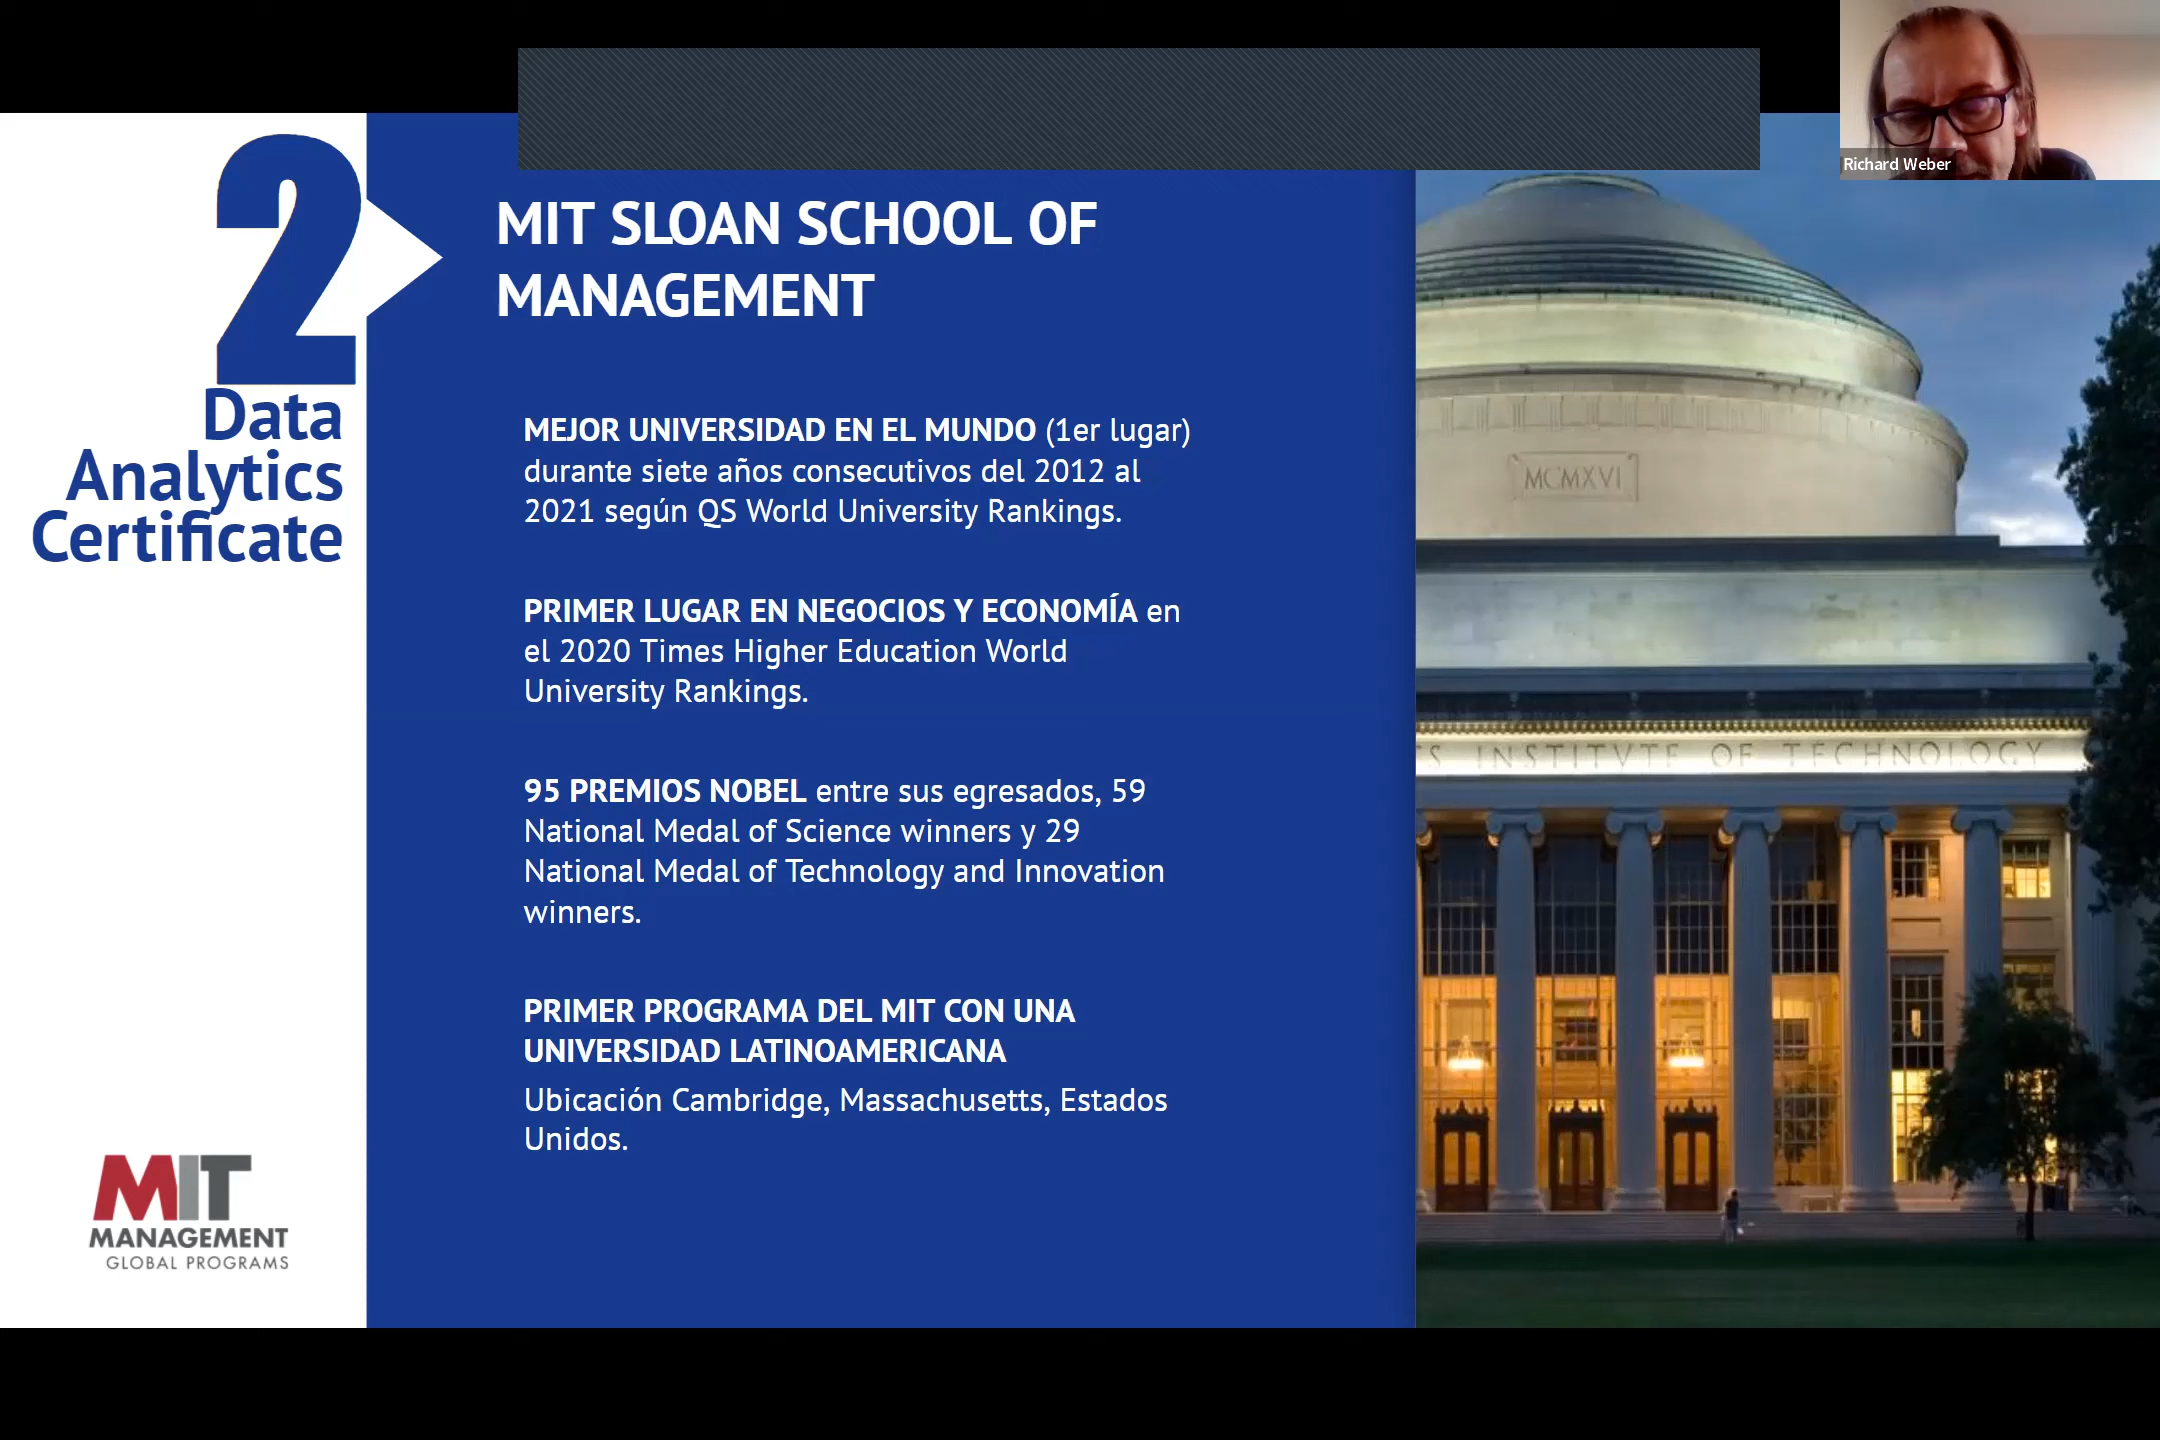 Richard Weber
2
Data
Analytics
Certificate
MIT SLOAN SCHOOL OF
MANAGEMENT
MEJOR UNIVERSIDAD EN EL MUNDO (1er lugar)
durante siete años consecutivos del 2012 al
2021 según QS World University Rankings.
PRIMER LUGAR EN NEGOCIOS Y ECONOMÍA en
el 2020 Times Higher Education World
University Rankings.
95 PREMIOS NOBEL entre sus egresados, 59
National Medal of Science winners y 29
National Medal of Technology and Innovation
winners.
PRIMER PROGRAMA DEL MIT CON UNA
UNIVERSIDAD LATINOAMERICANA
Ubicación Cambridge, Massachusetts, Estados
Unidos.
MIT
MANAGEMENT
GLOBAL PROGRAMS
MCMXVI
S INSTITVTE OF TECHNOLOGY